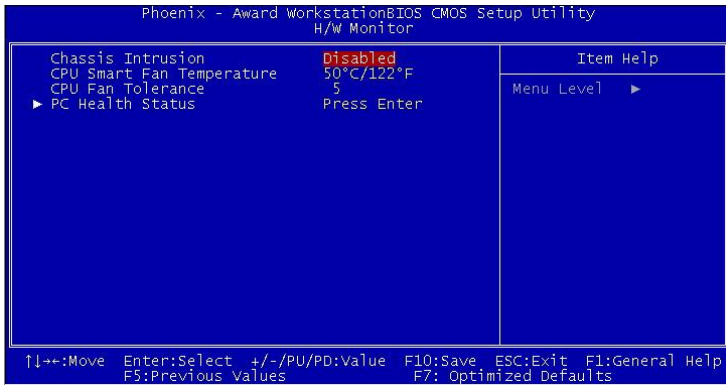 Phoenix - Award WorkstationBIOS CMOS Setup Utility
H/W Monitor
Chassis Intrusion Disabled
CPU Smart Fan Temperature 50°C/122°F
CPU Fan Tolerance 5
▶ PC Health Status Press Enter
Item Help
Menu Level ▶
↑↓→←:Move Enter:Select +/-/PU/PD:Value F10:Save ESC:Exit F1:General Help
F5:Previous Values F7: Optimized Defaults